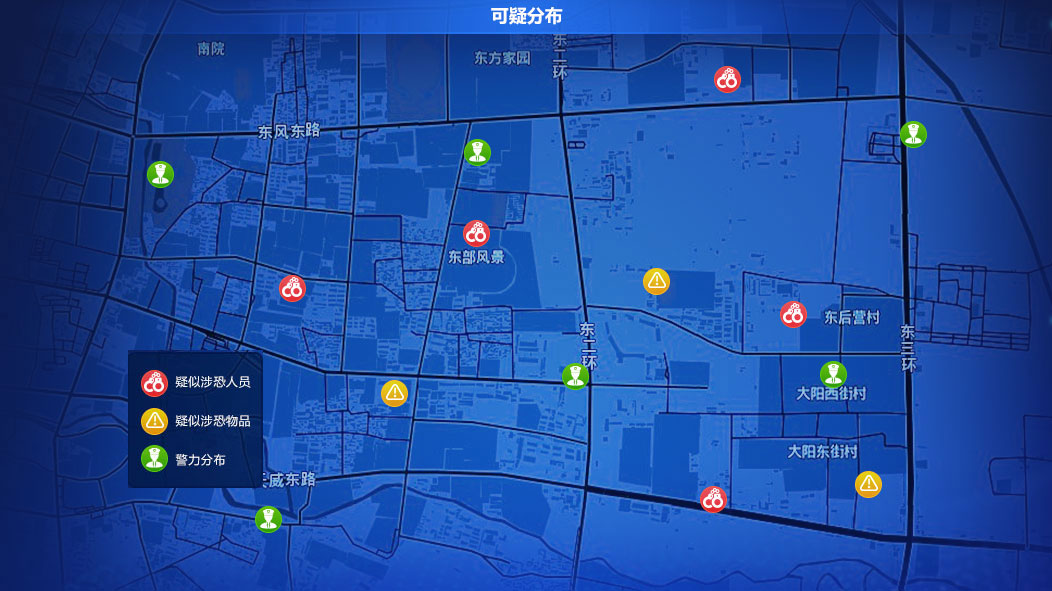 可疑分布
南院
东方家园
东二环
东风东路
东部风景
东后营村
东二环
东三环
疑似涉恐人员
大阳西街村
疑似涉恐物品
大阳东街村
警力分布
威东路